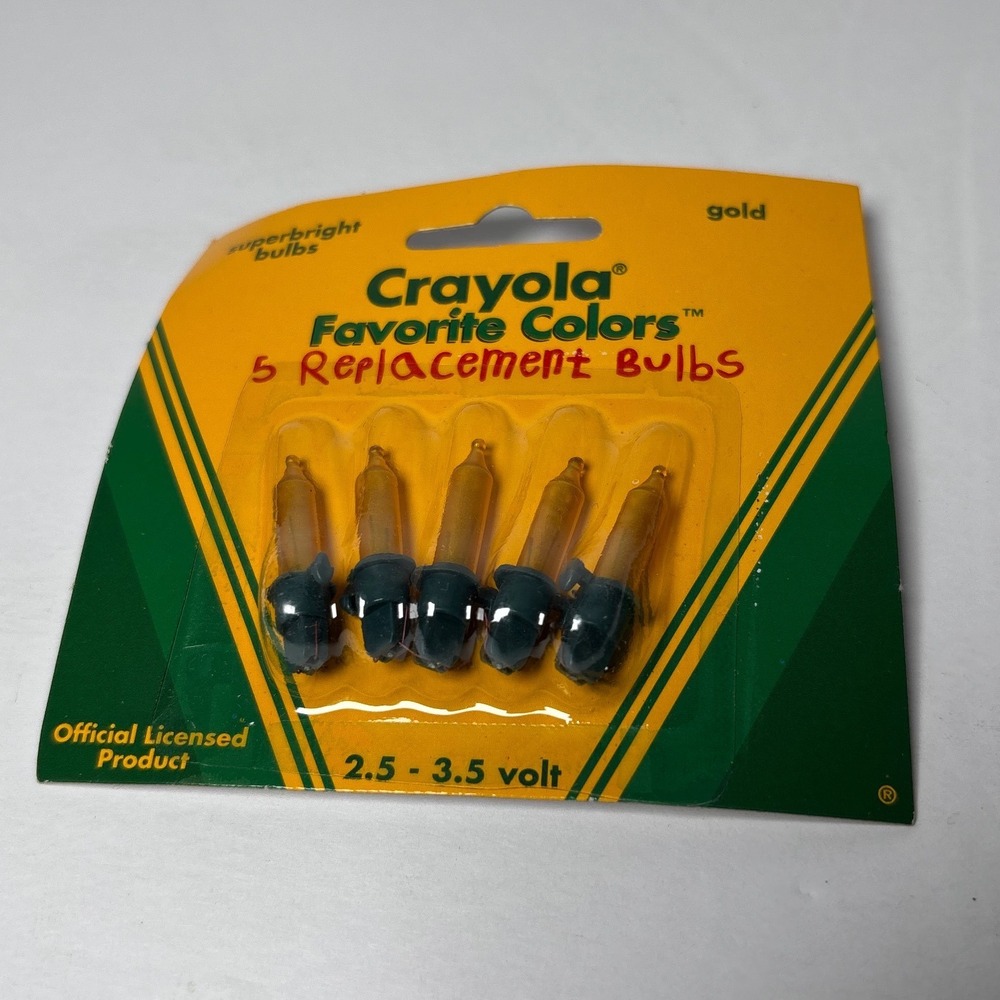 superbright
bulbs
gold
Crayola®
Favorite Colors™
5 Replacement Bulbs
Official Licensed
Product
2.5 - 3.5 volt
®